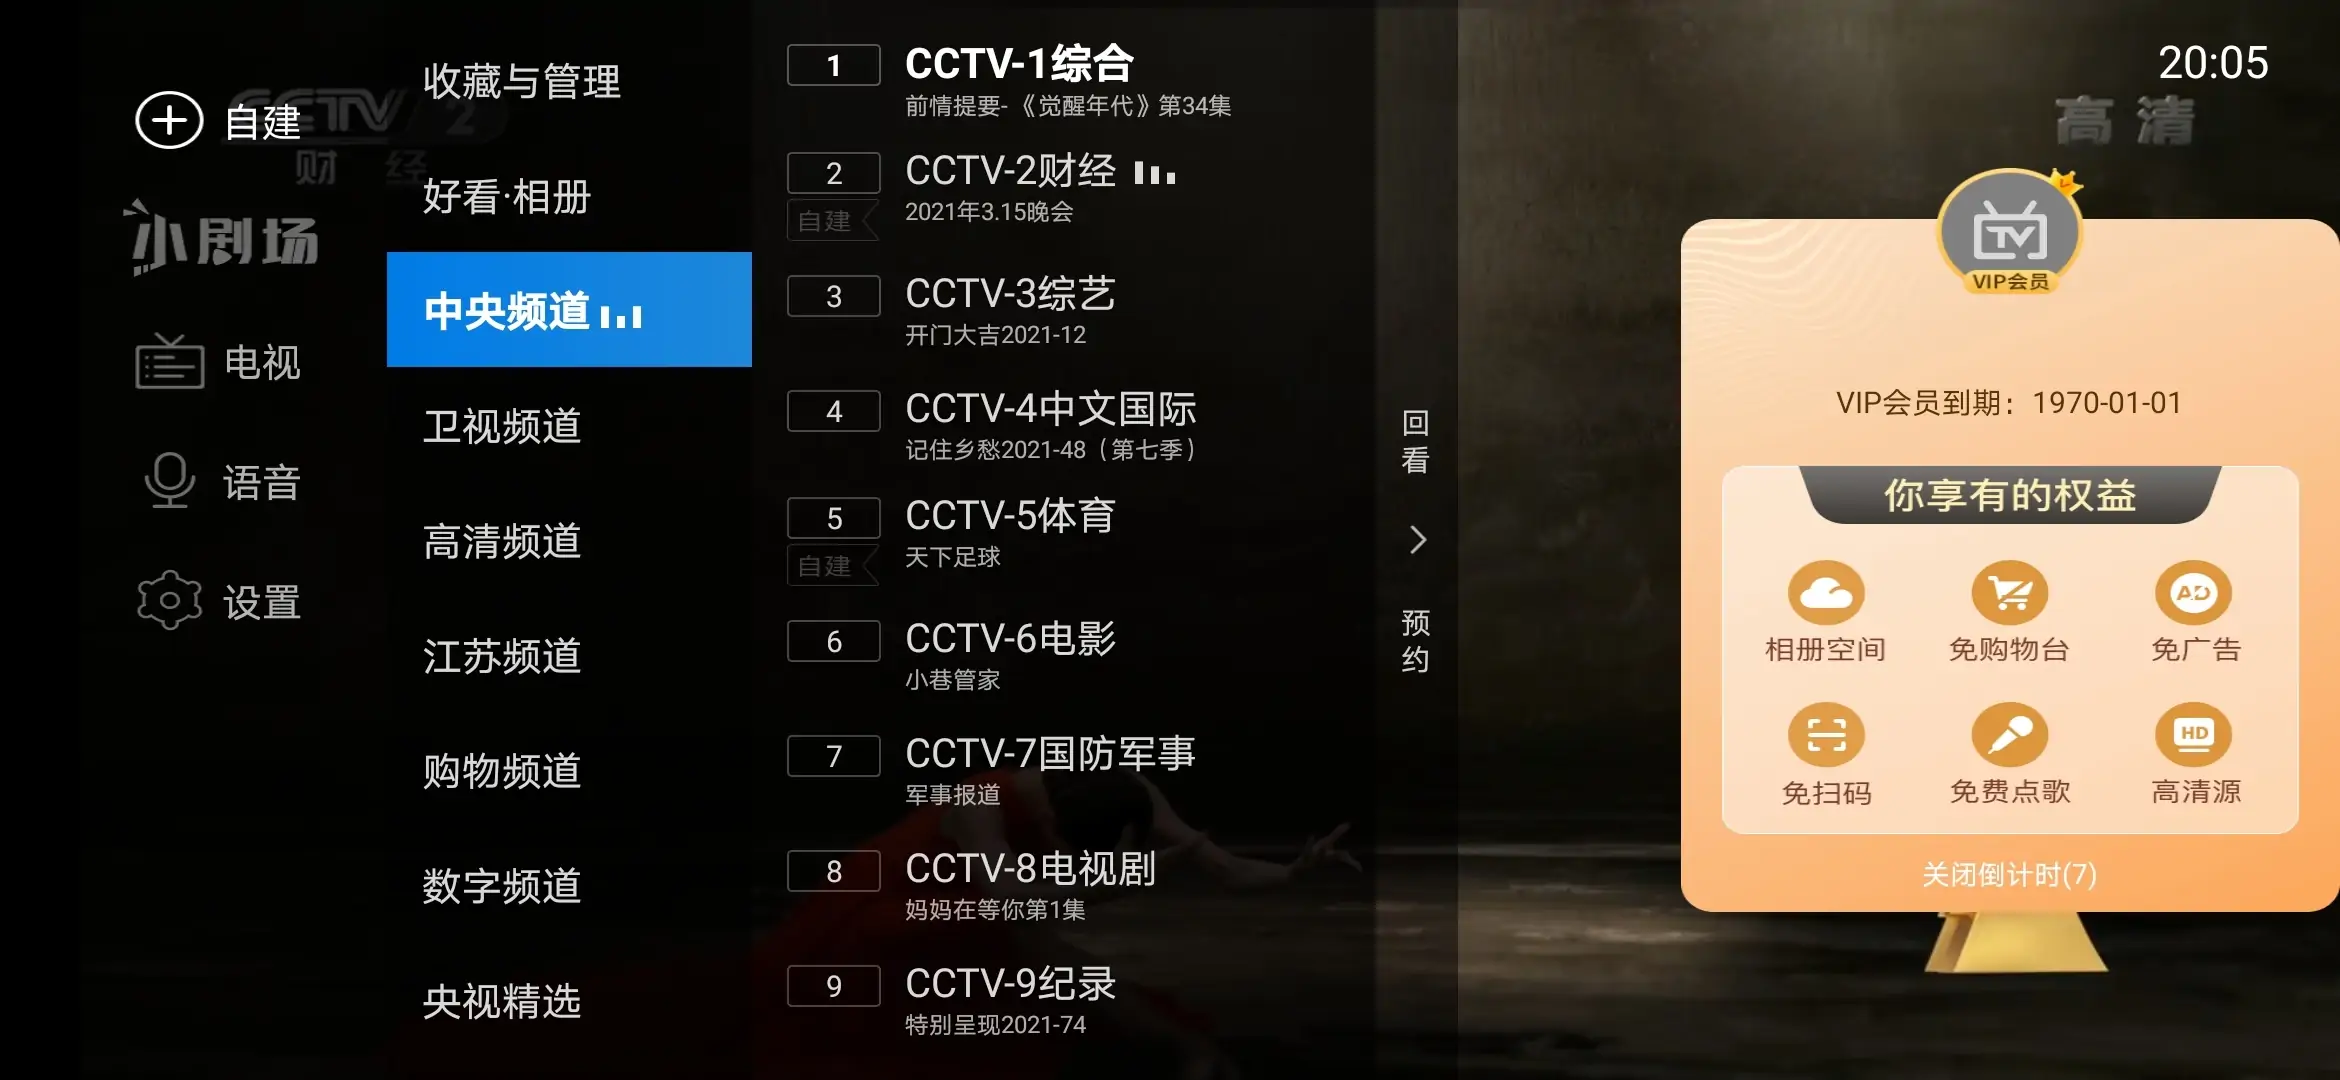 自建
CCTV 2
财 经
小剧场
电视
语音
设置
收藏与管理
好看·相册
中央频道
卫视频道
高清频道
江苏频道
购物频道
数字频道
央视精选
1
CCTV-1综合
前情提要-《觉醒年代》第34集
2
CCTV-2财经
自建
2021年3.15晚会
3
CCTV-3综艺
开门大吉2021-12
4
CCTV-4中文国际
记住乡愁2021-48（第七季）
5
CCTV-5体育
自建
天下足球
6
CCTV-6电影
小巷管家
7
CCTV-7国防军事
军事报道
8
CCTV-8电视剧
妈妈在等你第1集
9
CCTV-9纪录
特别呈现2021-74
回看
预约
20:05
高清
TV
VIP会员
VIP会员到期：1970-01-01
你享有的权益
相册空间
免购物台
AD
免广告
免扫码
免费点歌
HD
高清源
关闭倒计时(7)